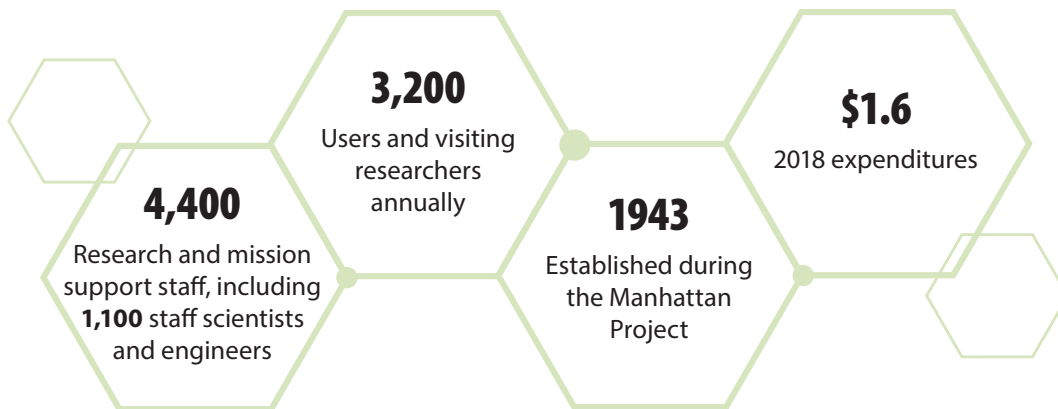 4,400
Research and mission
support staff, including
1,100 staff scientists
and engineers
3,200
Users and visiting
researchers
annually
1943
Established during
the Manhattan
Project
$1.6
2018 expenditures